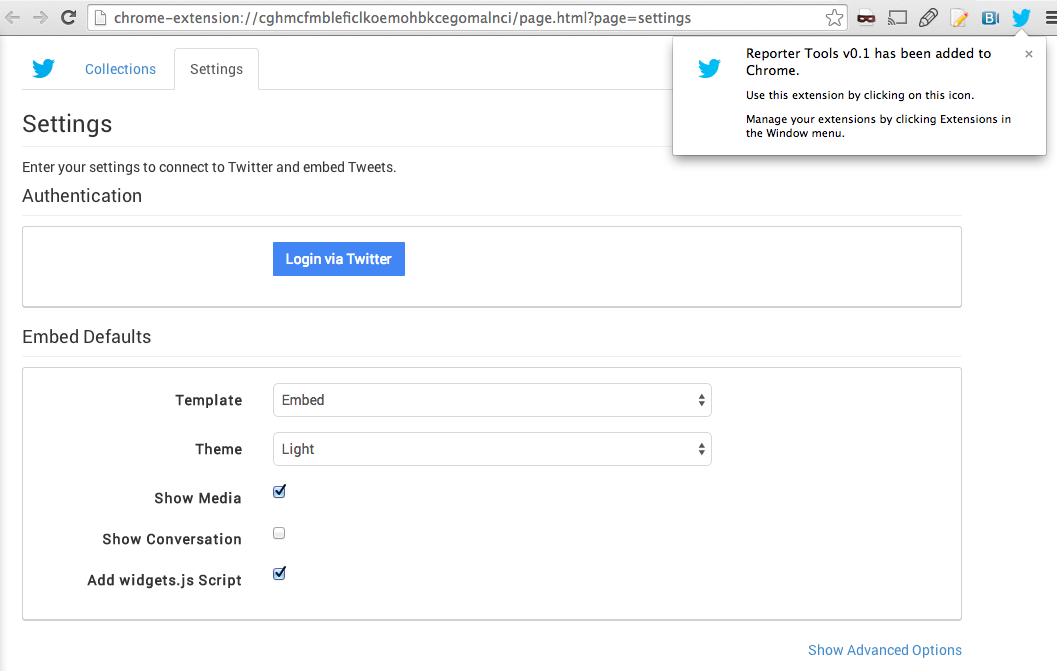 chrome-extension://cghmcfmbleficlkoemohbkcegomalnci/page.html?page=settings
B
Collections
Settings
Reporter Tools v0.1 has been added to
Chrome.
Use this extension by clicking on this icon.
Manage your extensions by clicking Extensions in
the Window menu.
Settings
Enter your settings to connect to Twitter and embed Tweets.
Authentication
Login via Twitter
Embed Defaults
Template Embed
Theme Light
Show Media
Show Conversation
Add widgets.js Script
Show Advanced Options